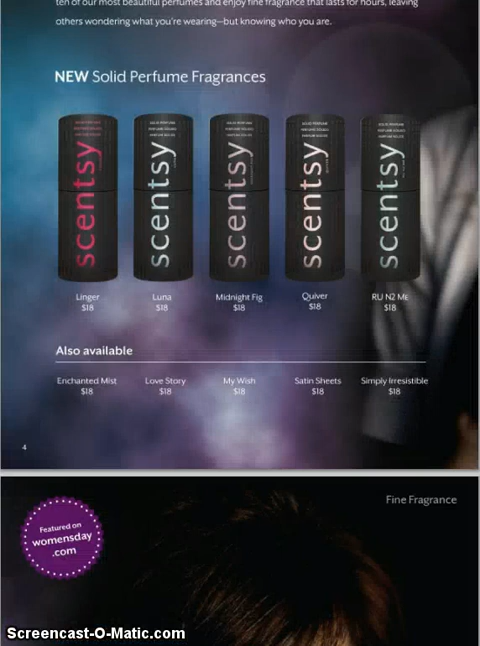 ten of our most beautiful perfumes and enjoy fine fragrance that lasts for hours, leaving
others wondering what you're wearing—but knowing who you are.
NEW Solid Perfume Fragrances
scentsy
scentsy
scentsy
scentsy
scentsy
Linger
$18
Luna
$18
Midnight Fig
$18
Quiver
$18
RU N2 Me
$18
Also available
Enchanted Mist
$18
Love Story
$18
My Wish
$18
Satin Sheets
$18
Simply Irresistible
$18
4
Fine Fragrance
Featured on
womensday
.com
Screencast-O-Matic.com